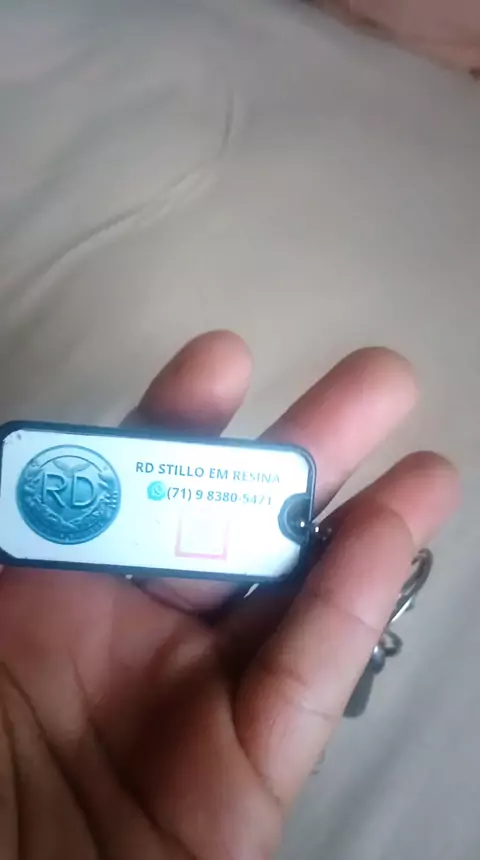 RD
RD STILLO EM RESINA
(71) 9 8380-5471